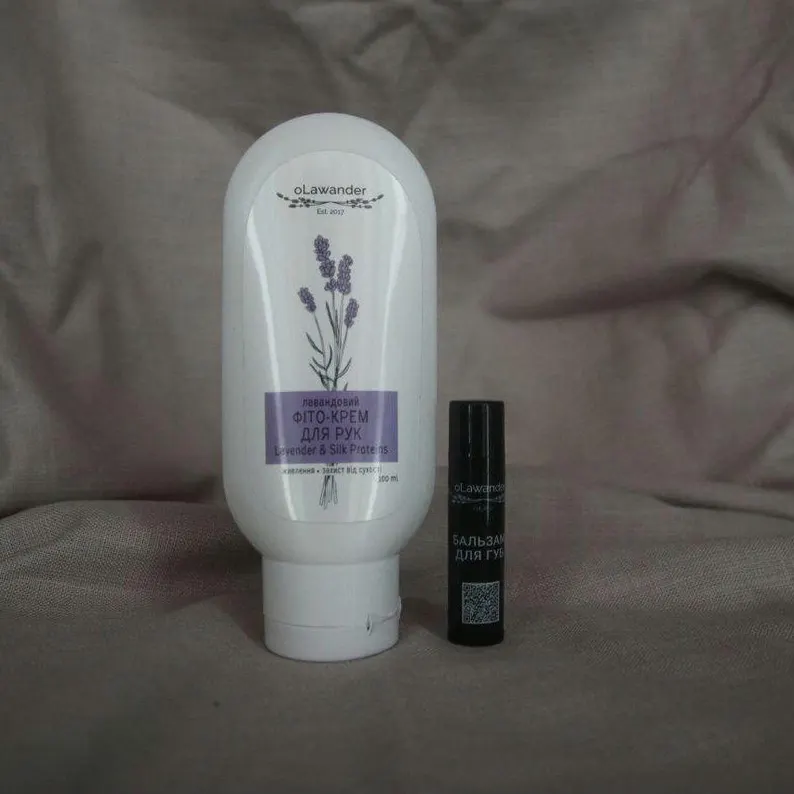 oLawander
Est. 2017
лавандовий
ФІТО-КРЕМ
ДЛЯ РУК
Lavender & Silk Proteins
живлення • захист від сухості
100 ml
oLawander
БАЛЬЗАМ
ДЛЯ ГУБ